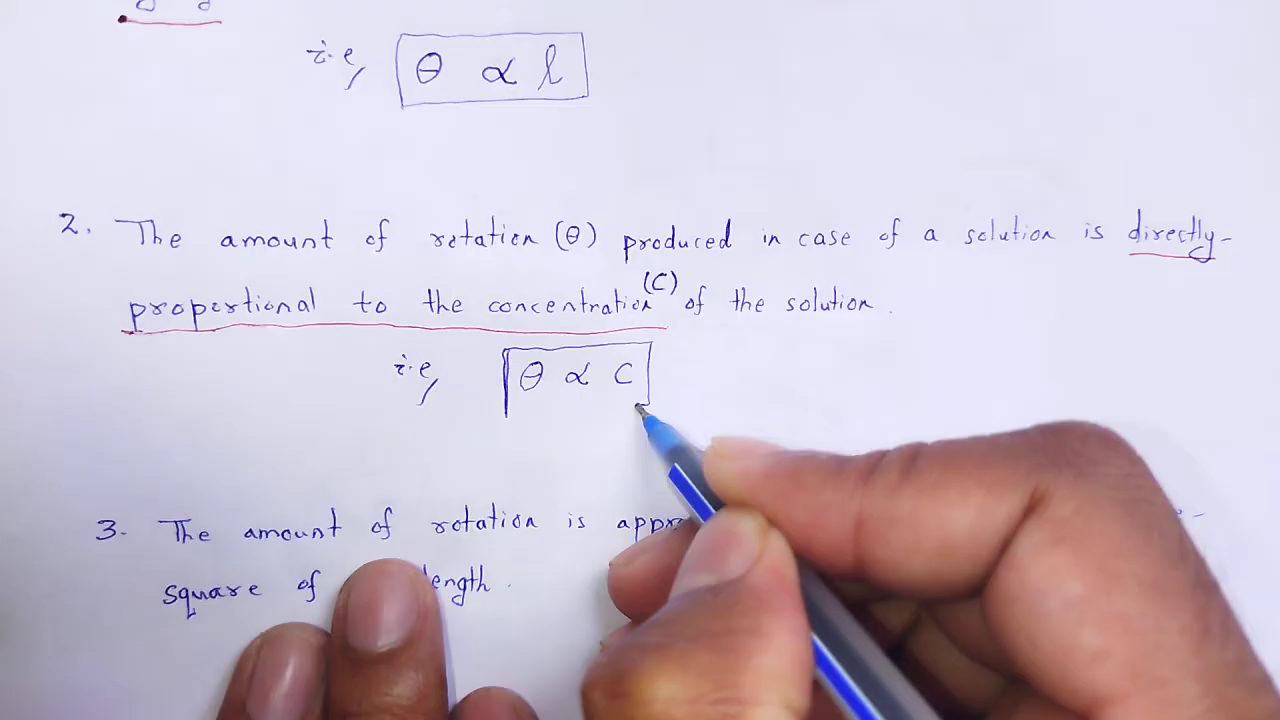 i.e, θ ∝ l
2. The amount of rotation (θ) produced in case of a solution is directly-
proportional to the concentration (C) of the solution.
i.e, θ ∝ C
3. The amount of rotation is
square of length.